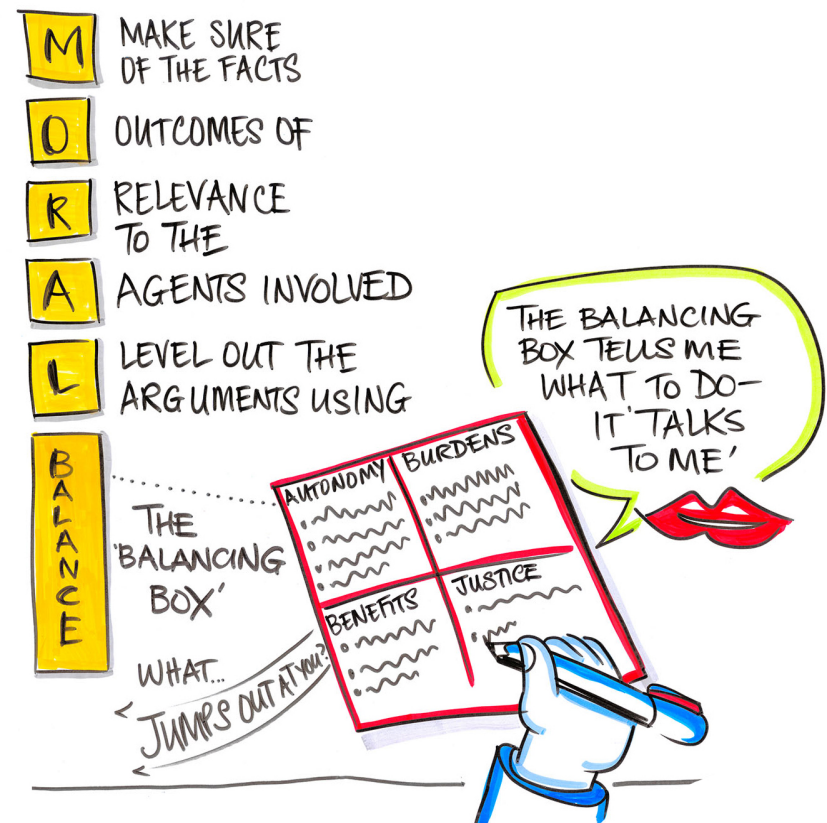 M MAKE SURE
OF THE FACTS
O OUTCOMES OF
R RELEVANCE
TO THE
A AGENTS INVOLVED
L LEVEL OUT THE
ARGUMENTS USING
BALANCE
THE
'BALANCING
BOX'
WHAT...
JUMPS OUT AT YOU?
AUTONOMY
BURDENS
BENEFITS
JUSTICE
THE BALANCING
BOX TELLS ME
WHAT TO DO—
IT 'TALKS
TO ME'